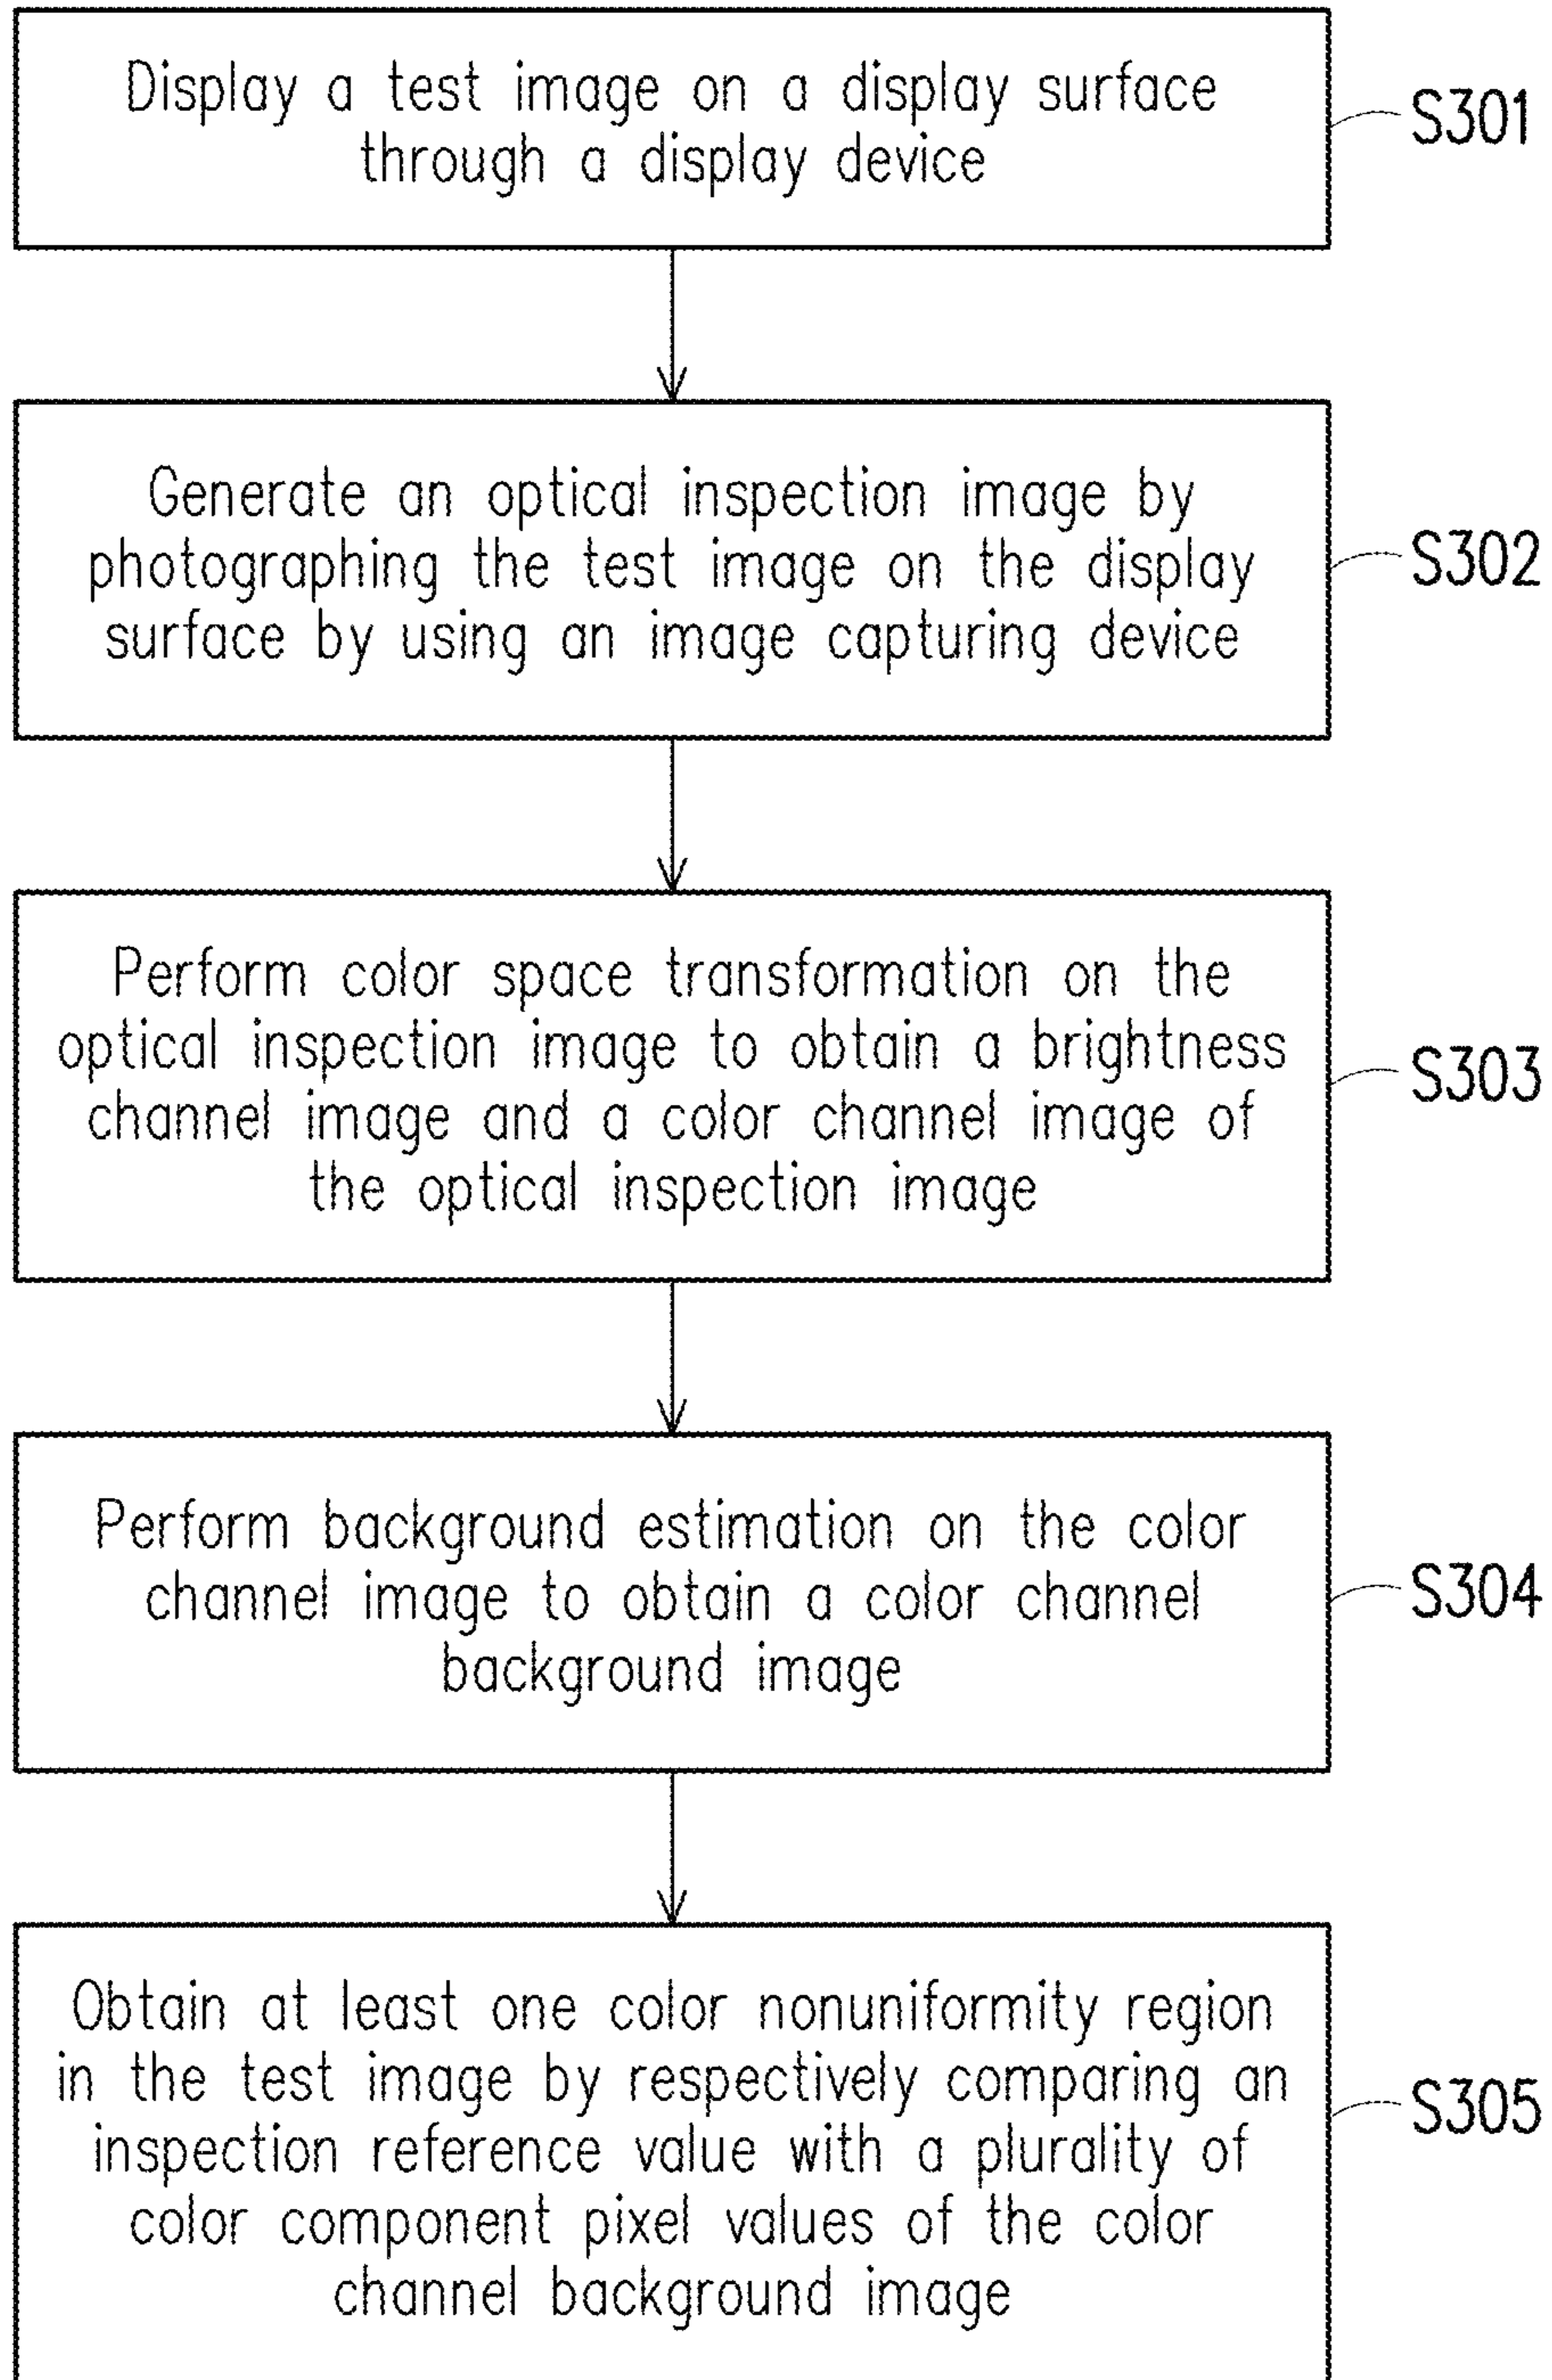 Display a test image on a display surface
through a display device
S301
Generate an optical inspection image by
photographing the test image on the display
surface by using an image capturing device
S302
Perform color space transformation on the
optical inspection image to obtain a brightness
channel image and a color channel image of
the optical inspection image
S303
Perform background estimation on the color
channel image to obtain a color channel
background image
S304
Obtain at least one color nonuniformity region
in the test image by respectively comparing an
inspection reference value with a plurality of
color component pixel values of the color
channel background image
S305